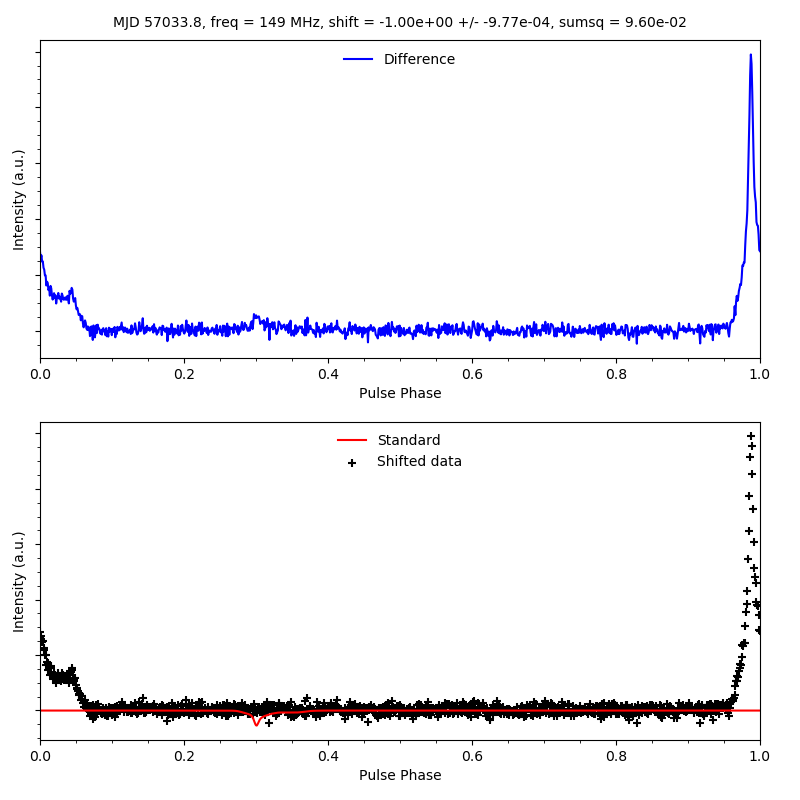 MJD 57033.8, freq = 149 MHz, shift = -1.00e+00 +/- -9.77e-04, sumsq = 9.60e-02
Difference
Intensity (a.u.)
0.0 0.2 0.4 0.6 0.8 1.0
Pulse Phase
Standard
Shifted data
Intensity (a.u.)
0.0 0.2 0.4 0.6 0.8 1.0
Pulse Phase